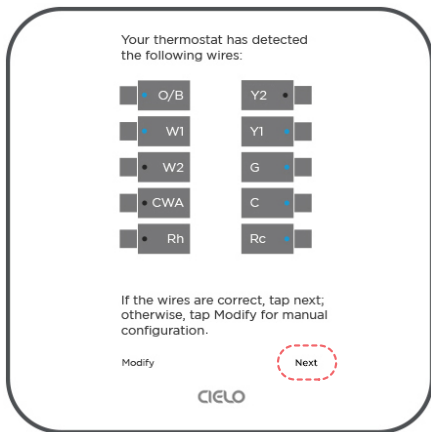 Your thermostat has detected
the following wires:
O/B Y2
W1 Y1
W2 G
CWA C
Rh Rc
If the wires are correct, tap next;
otherwise, tap Modify for manual
configuration.
Modify Next
CIELO